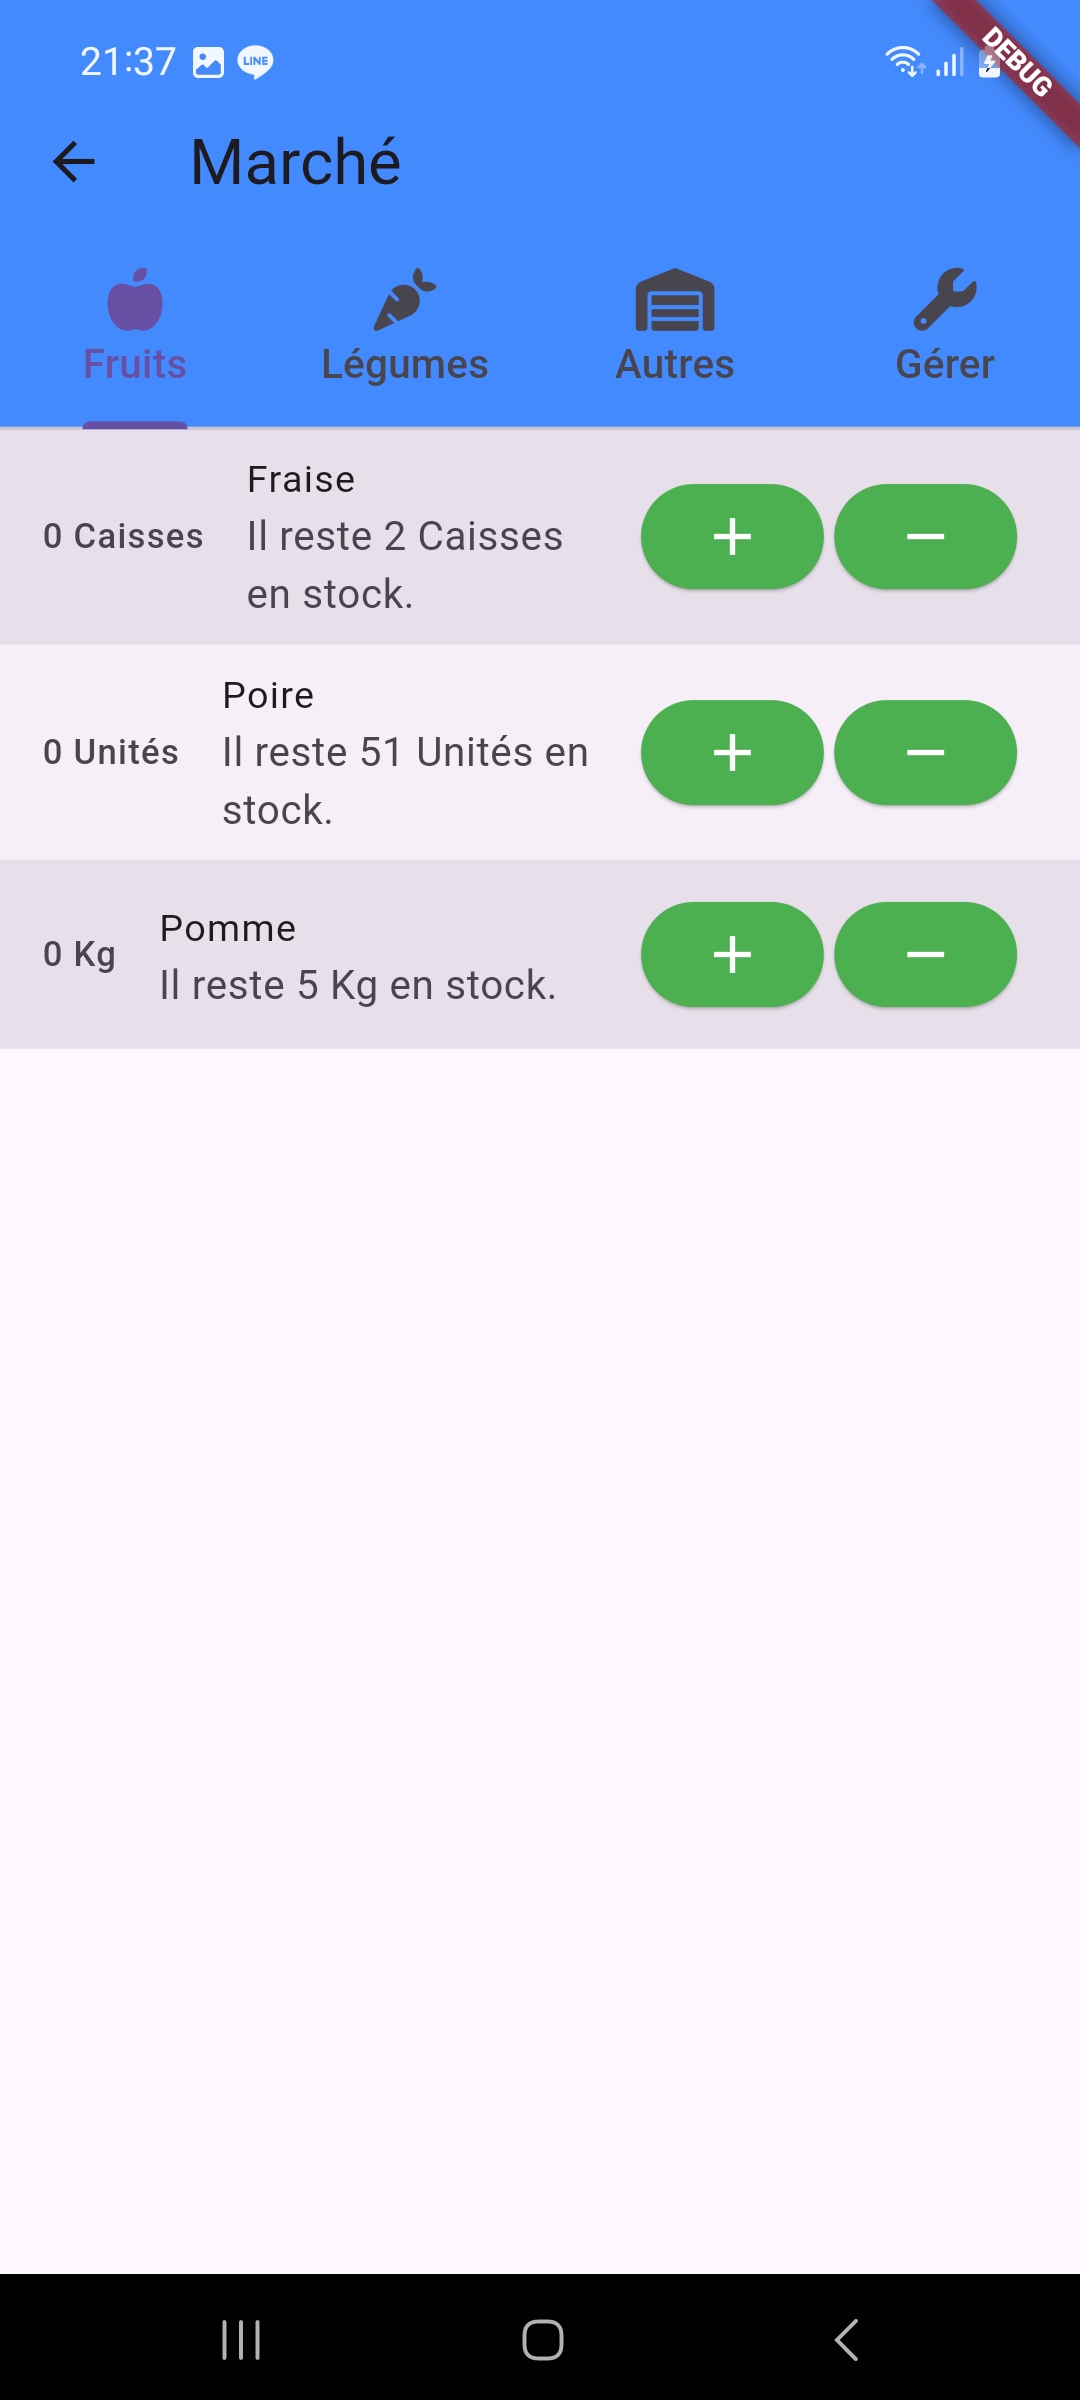 21:37 LINE
DEBUG
Marché
Fruits Légumes Autres Gérer
Fraise
0 Caisses Il reste 2 Caisses
en stock.
Poire
0 Unités Il reste 51 Unités en
stock.
Pomme
0 Kg Il reste 5 Kg en stock.